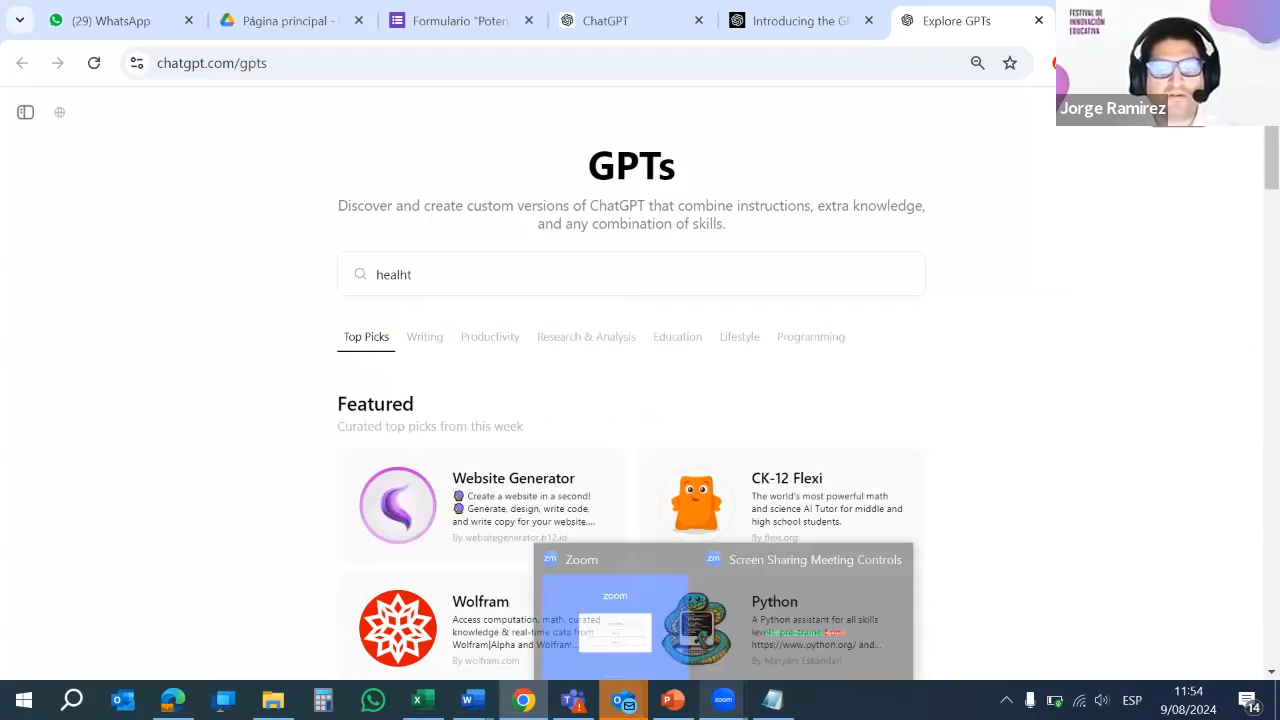 (29) WhatsApp
Página principal -
Formulario "Poten
ChatGPT
Introducing the GF
Explore GPTs
chatgpt.com/gpts
FESTIVAL DE
INNOVACIÓN
EDUCATIVA
Jorge Ramirez
GPTs
Discover and create custom versions of ChatGPT that combine instructions, extra knowledge,
and any combination of skills.
healht
Top Picks
Writing
Productivity
Research & Analysis
Education
Lifestyle
Programming
Featured
Curated top picks from this week
Website Generator
Create a website in a second!
Generate, design, write code,
and write copy for your website....
By websitegenerator.b12.io
CK-12 Flexi
The world's most powerful math
and science AI Tutor for middle and
high school students.
By flexi.org
zm Zoom
zm Screen Sharing Meeting Controls
zoom
Wolfram
Access computation, math, curated
knowledge & real-time data from
Wolfram|Alpha and Wolfram...
By wolfram.com
Python
A Python assistant for all skills
https://www.python.org/ and...
By Maryam Eskandari
zoom
ESP
11:54
9/08/2024
14